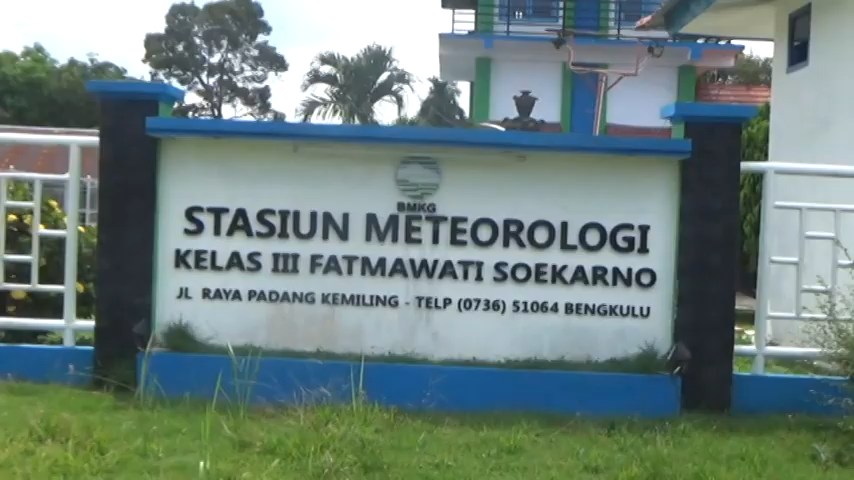 BMKG
STASIUN METEOROLOGI
KELAS III FATMAWATI SOEKARNO
JL RAYA PADANG KEMILING - TELP (0736) 51064 BENGKULU